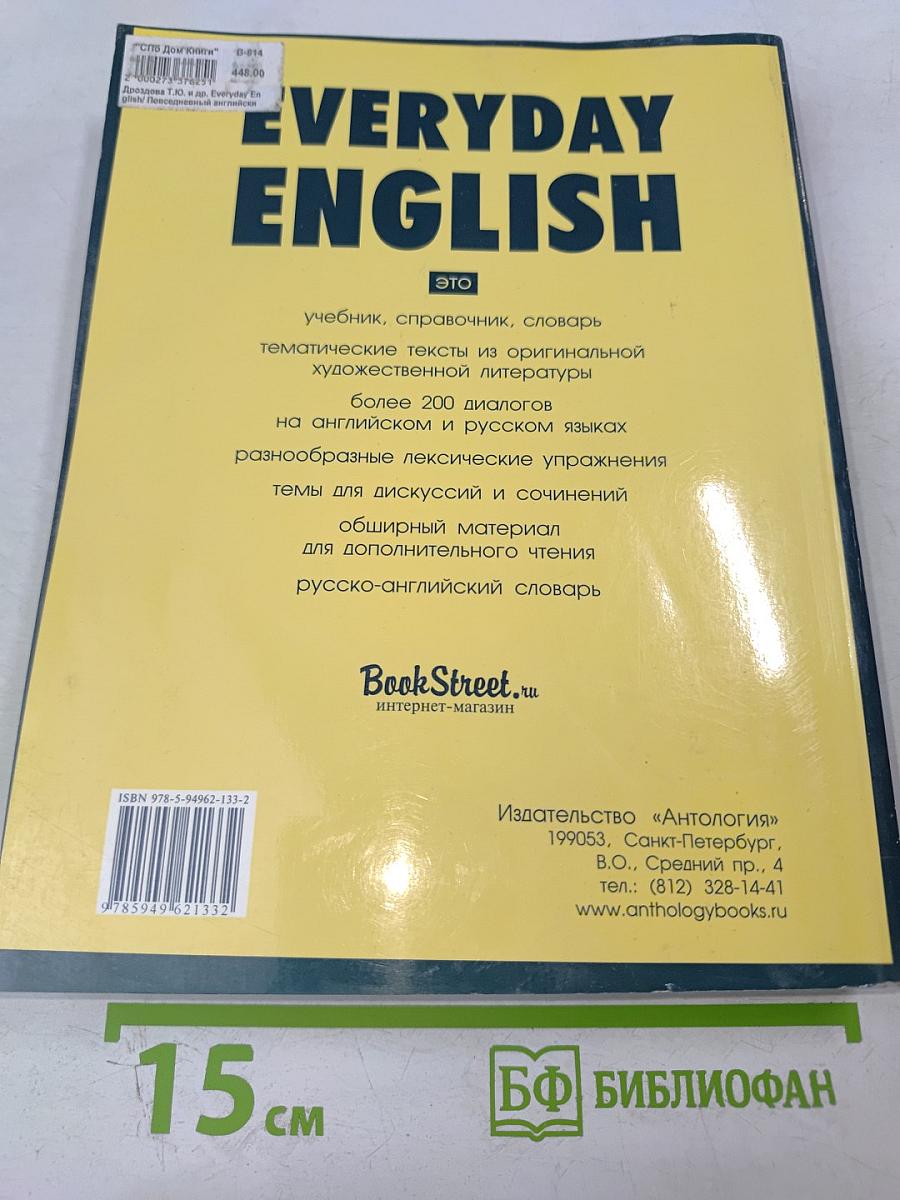 "СПб Дом Книги" В-814
448.00
Дроздова Т.Ю. и др. Everyday En
glish/ Повседневный английски
EVERYDAY
ENGLISH
это
учебник, справочник, словарь
тематические тексты из оригинальной
художественной литературы
более 200 диалогов
на английском и русском языках
разнообразные лексические упражнения
темы для дискуссий и сочинений
обширный материал
для дополнительного чтения
русско-английский словарь
BookStreet.ru
интернет-магазин
ISBN 978-5-94962-133-2
9 785949 621332
Издательство «Антология»
199053, Санкт-Петербург,
В.О., Средний пр., 4
тел.: (812) 328-14-41
www.anthologybooks.ru
15 см
БФ БИБЛИОФАН